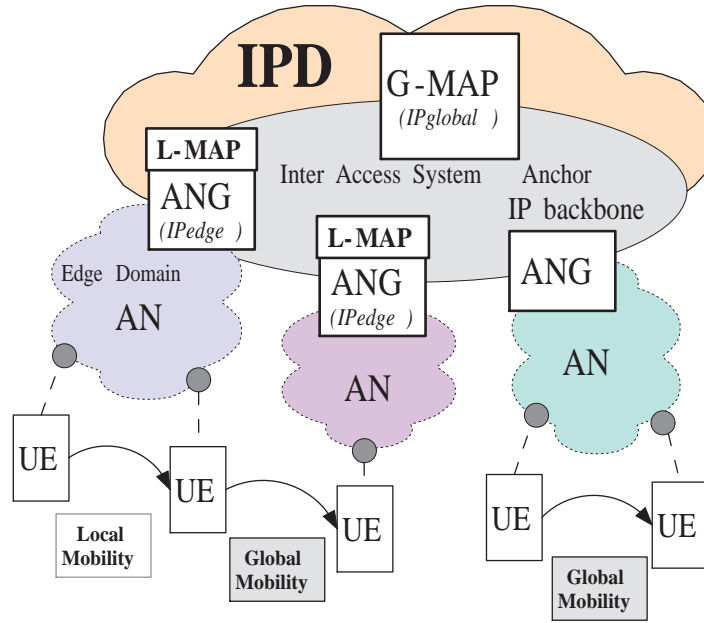 IPD
G-MAP
(IPglobal )
L-MAP
ANG
(IPedge )
Inter Access System Anchor
IP backbone
L-MAP
ANG
(IPedge )
ANG
Edge Domain
AN
AN
AN
UE
UE
UE
UE
UE
Local
Mobility
Global
Mobility
Global
Mobility